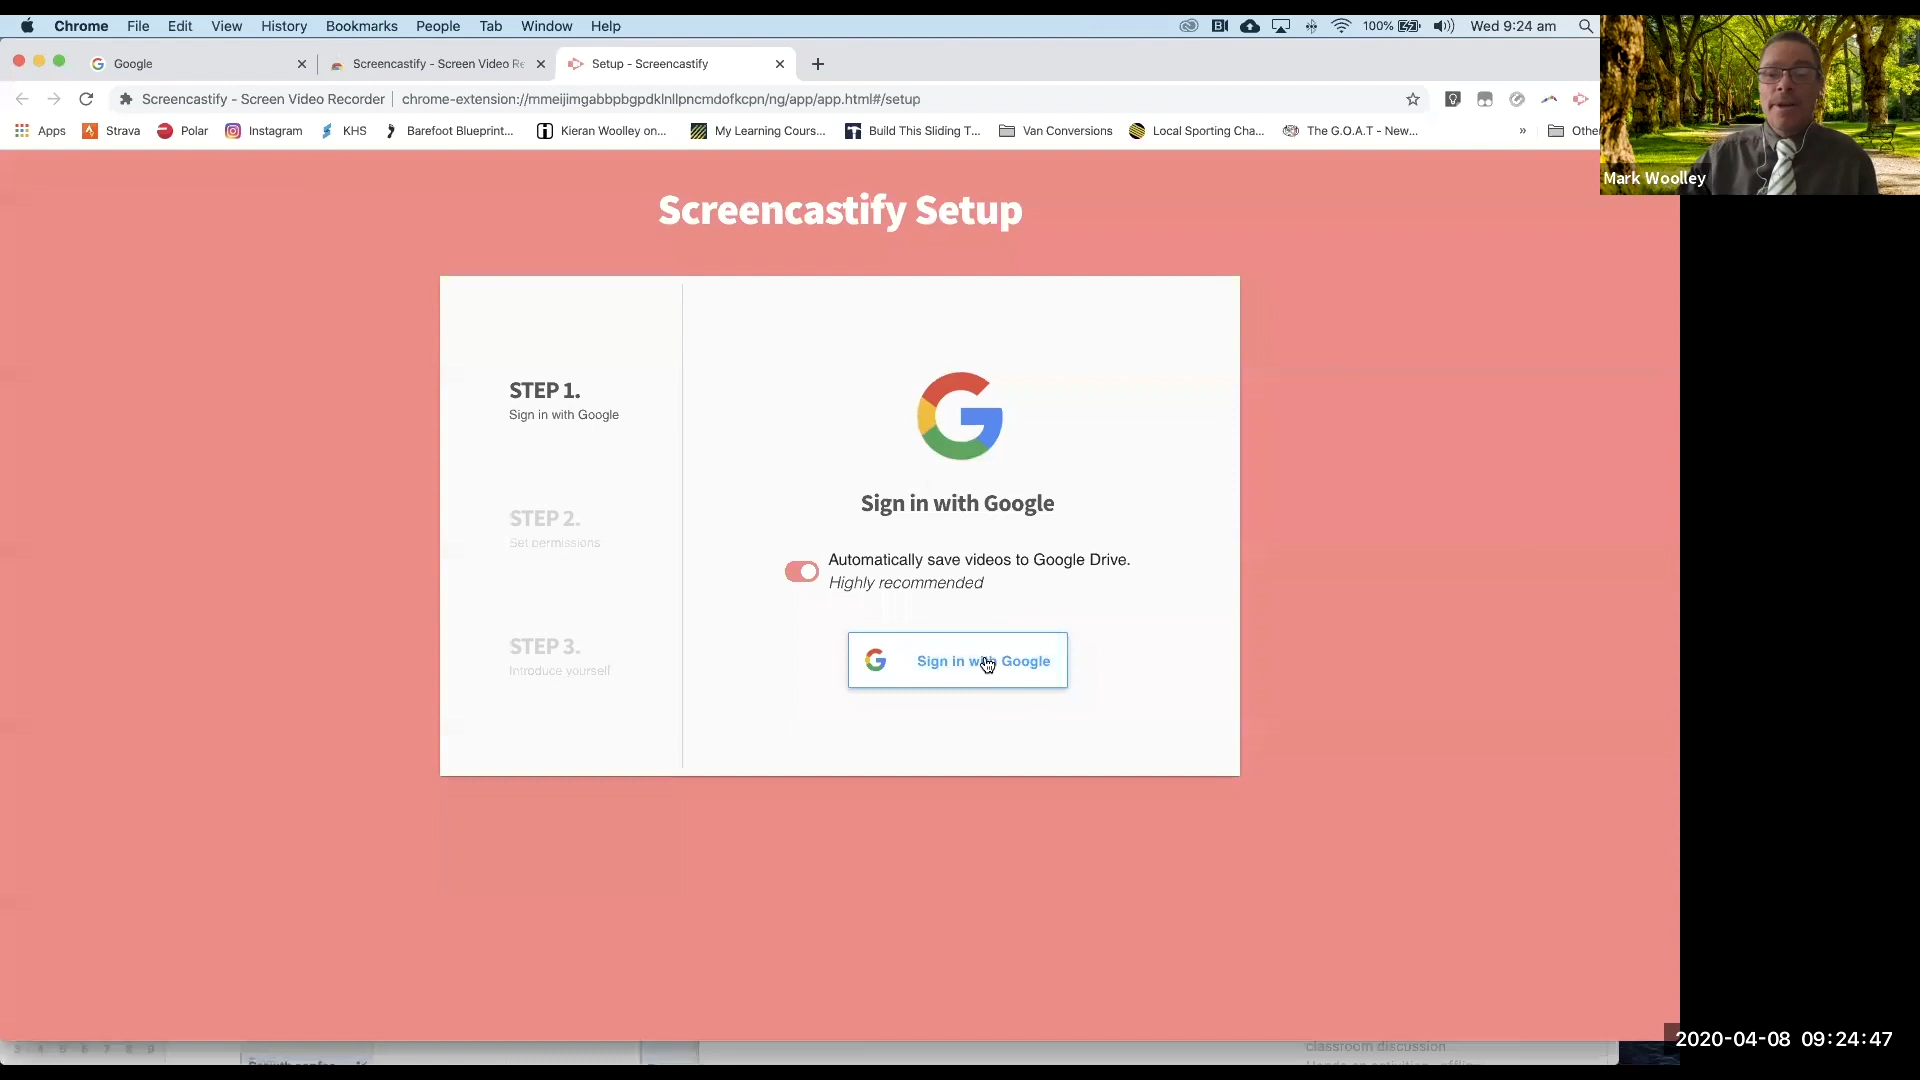 Chrome File Edit View History Bookmarks People Tab Window Help 100% Wed 9:24 am
Google Screencastify - Screen Video Re Setup - Screencastify
Screencastify - Screen Video Recorder chrome-extension://mmeijimgabbpbgpdklnllpncmdofkcpn/ng/app/app.html#/setup
Apps Strava Polar Instagram KHS Barefoot Blueprint... Kieran Woolley on... My Learning Cours... Build This Sliding T... Van Conversions Local Sporting Cha... The G.O.A.T - New... » Othe
Mark Woolley
Screencastify Setup
STEP 1.
Sign in with Google
STEP 2.
Set permissions
STEP 3.
Introduce yourself
Sign in with Google
Automatically save videos to Google Drive.
Highly recommended
Sign in with Google
classroom discussion
2020-04-08 09:24:47